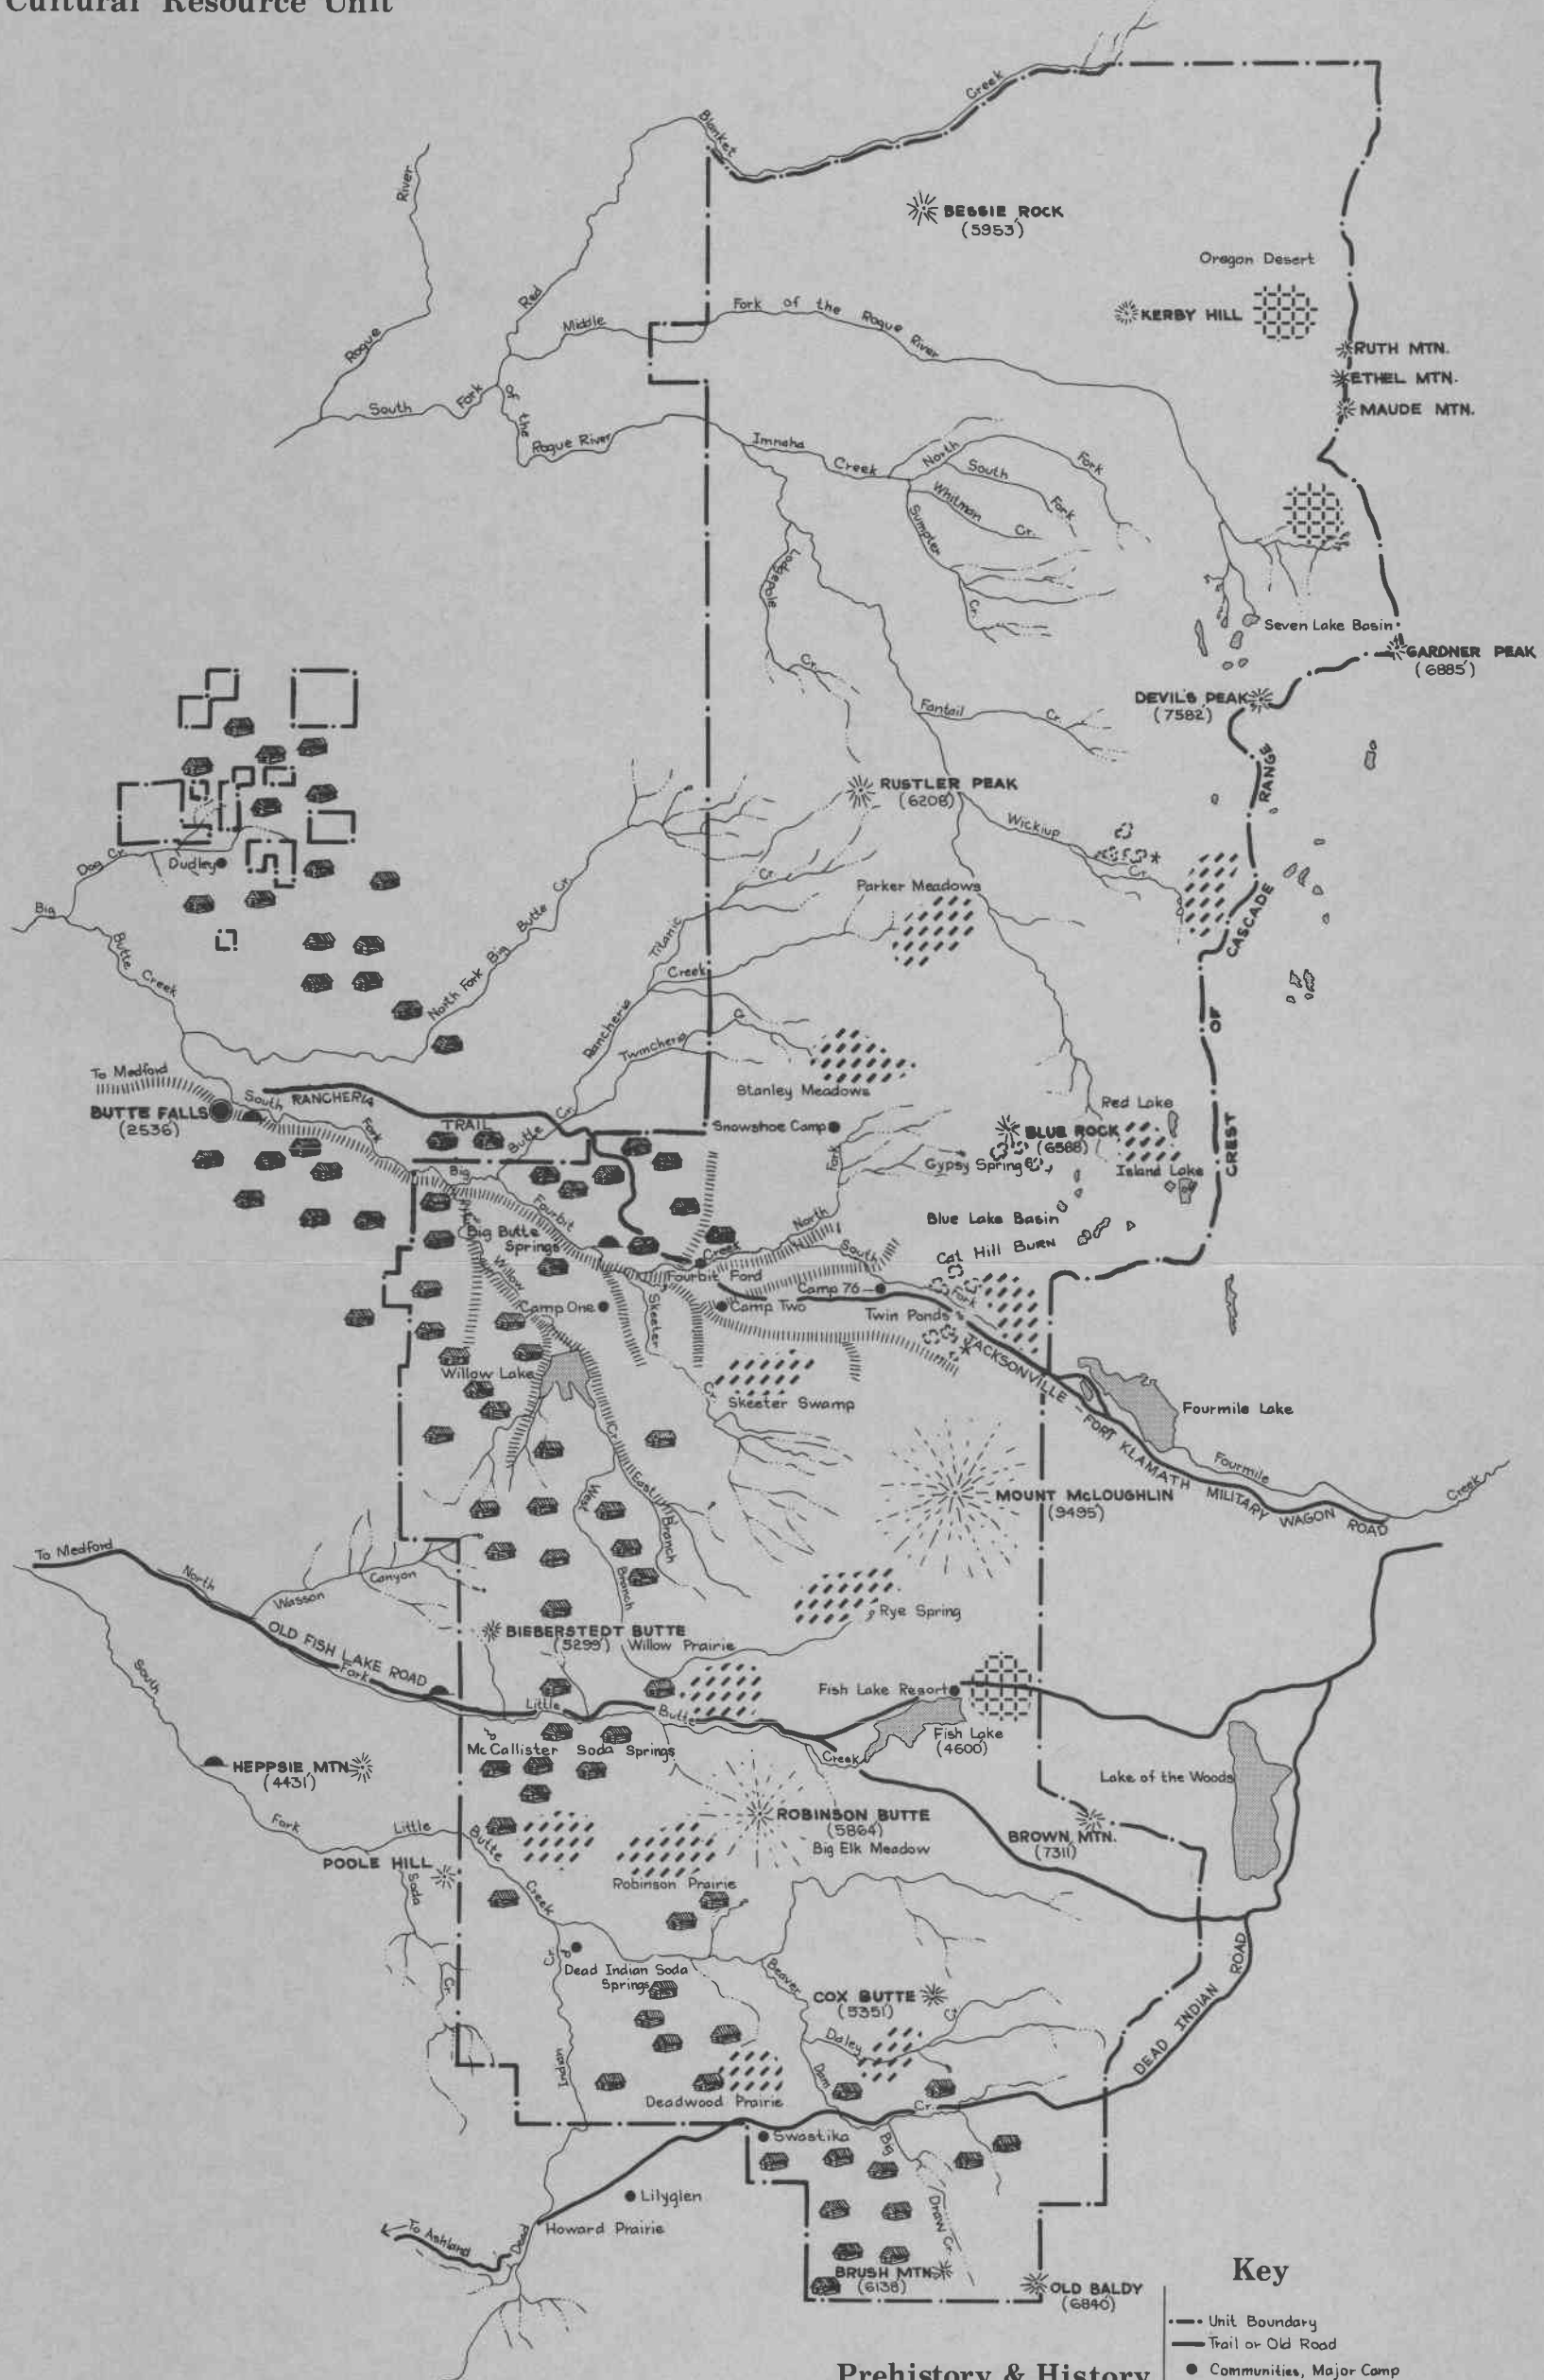 Cultural Resource Unit
Creek
Blanket
River
BESSIE ROCK
(5953')
Oregon Desert
Red
Rogue
Middle
Fork of the Rogue River
KERBY HILL
RUTH MTN.
ETHEL MTN.
MAUDE MTN.
South Fork of the Rogue River
Imnaha Creek
North Fork
South Fork
Whitman Cr.
Sumpter Cr.
Lodgepole Cr.
Seven Lake Basin
GARDNER PEAK
(6885')
DEVIL'S PEAK
(7582')
Fantail Cr.
RUSTLER PEAK
(6208')
Wickiup Cr.
Parker Meadows
CREST OF CASCADE RANGE
Dog Cr.
Dudley
Big Butte Creek
North Fork Big Butte Cr.
Titanic Cr.
Rancheria Creek
Twincheria Cr.
Stanley Meadows
To Medford
BUTTE FALLS
(2536')
South Fork
RANCHERIA TRAIL
Big Butte Cr.
Snowshoe Camp
Red Lake
BLUE ROCK
(6588')
Gypsy Spring
Island Lake
Blue Lake Basin
Cat Hill Burn
Fourbit Creek
North Fork
South Fork
Big Butte
Springs
Fourbit Ford
Willow
Camp One
Camp Two
Camp 76
Twin Ponds
Skeeter Cr.
Willow Lake
Skeeter Swamp
JACKSONVILLE - FORT KLAMATH MILITARY WAGON ROAD
Fourmile Lake
Fourmile Creek
Cr.
West Branch
East Branch
MOUNT McLOUGHLIN
(9495')
To Medford
North Fork
Wasson Canyon
OLD FISH LAKE ROAD
Rye Spring
BIEBERSTEDT BUTTE
(5299') Willow Prairie
Little Butte Creek
Fish Lake Resort
Fish Lake
(4600')
McCallister Soda Springs
South Fork Little Butte Creek
HEPPSIE MTN
(4431')
Lake of the Woods
ROBINSON BUTTE
(5864')
Big Elk Meadow
BROWN MTN.
(7311')
POOLE HILL
Soda Cr.
Robinson Prairie
Dead Indian Soda
Springs
Beaver Dam Cr.
COX BUTTE
(5351')
Daley Cr.
DEAD INDIAN ROAD
Deadwood Prairie
Swastika
Big Draw Cr.
Lilyglen
Howard Prairie
Dead Indian Cr.
To Ashland
BRUSH MTN
(6138')
OLD BALDY
(6840')
Key
Unit Boundary
Trail or Old Road
Communities, Major Camp
Prehistory & History